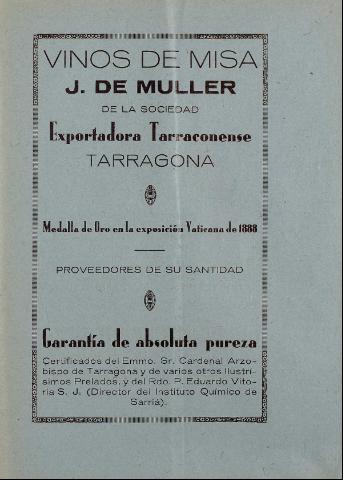 VINOS DE MISA
J. DE MULLER
DE LA SOCIEDAD
Exportadora Tarraconense
TARRAGONA
Medalla de Oro en la exposición Vaticana de 1888
PROVEEDORES DE SU SANTIDAD
Garantía de absoluta pureza
Certificados del Emmo. Sr. Cardenal Arzo-
bispo de Tarragona y de varios otros Ilustrí-
simos Prelados, y del Rdo. P. Eduardo Vito-
ria S. J. (Director del Instituto Químico de
Sarriá).